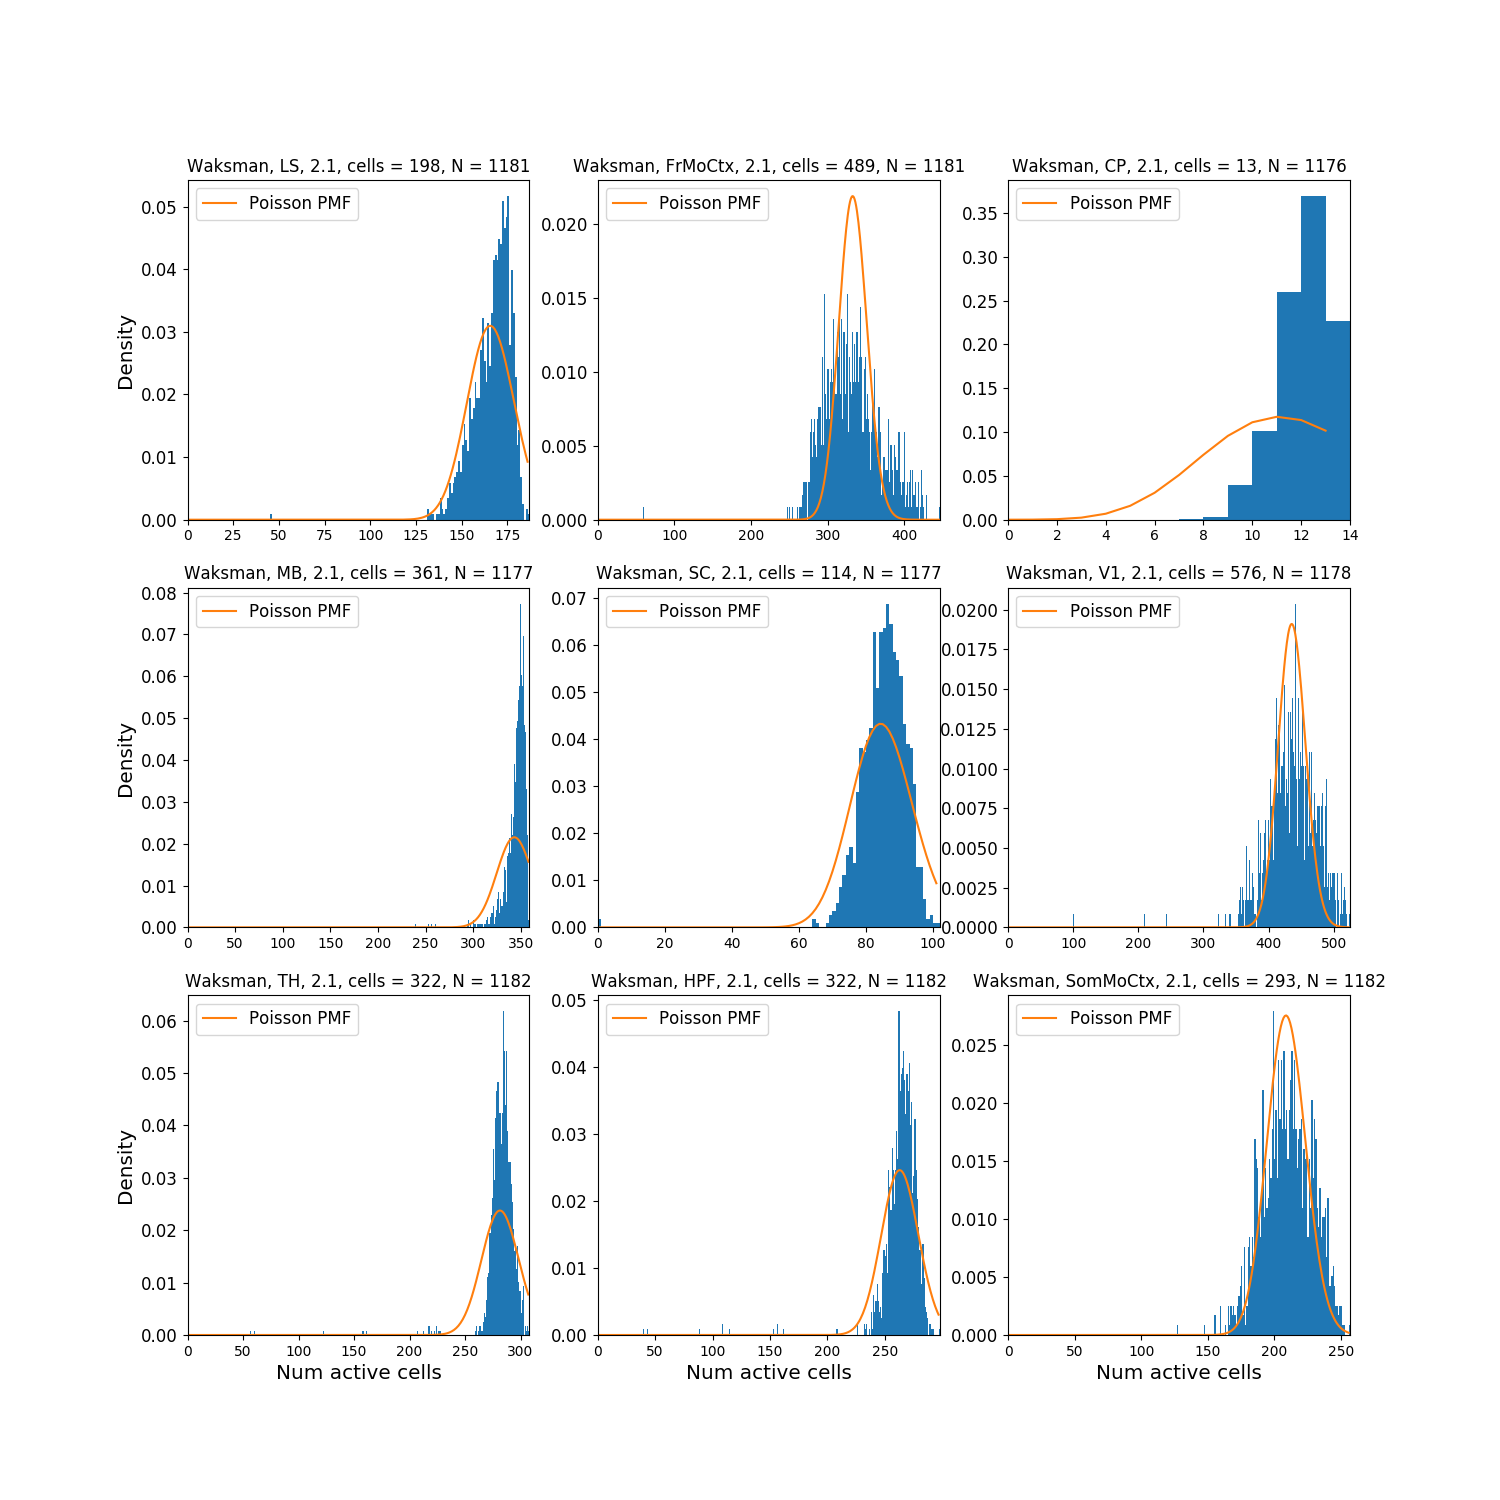 Waksman, LS, 2.1, cells = 198, N = 1181
Waksman, FrMoCtx, 2.1, cells = 489, N = 1181
Waksman, CP, 2.1, cells = 13, N = 1176
Poisson PMF
Poisson PMF
Poisson PMF
Density
0.05
0.04
0.03
0.02
0.01
0.00
0 25 50 75 100 125 150 175
0.020
0.015
0.010
0.005
0.000
0 100 200 300 400
0.35
0.30
0.25
0.20
0.15
0.10
0.05
0.00
0 2 4 6 8 10 12 14
Waksman, MB, 2.1, cells = 361, N = 1177
Waksman, SC, 2.1, cells = 114, N = 1177
Waksman, V1, 2.1, cells = 576, N = 1178
Poisson PMF
Poisson PMF
Poisson PMF
Density
0.08
0.07
0.06
0.05
0.04
0.03
0.02
0.01
0.00
0 50 100 150 200 250 300 350
0.07
0.06
0.05
0.04
0.03
0.02
0.01
0.00
0 20 40 60 80 100
0.0200
0.0175
0.0150
0.0125
0.0100
0.0075
0.0050
0.0025
0.0000
0 100 200 300 400 500
Waksman, TH, 2.1, cells = 322, N = 1182
Waksman, HPF, 2.1, cells = 322, N = 1182
Waksman, SomMoCtx, 2.1, cells = 293, N = 1182
Poisson PMF
Poisson PMF
Poisson PMF
Density
0.06
0.05
0.04
0.03
0.02
0.01
0.00
0 50 100 150 200 250 300
Num active cells
0.05
0.04
0.03
0.02
0.01
0.00
0 50 100 150 200 250
Num active cells
0.025
0.020
0.015
0.010
0.005
0.000
0 50 100 150 200 250
Num active cells